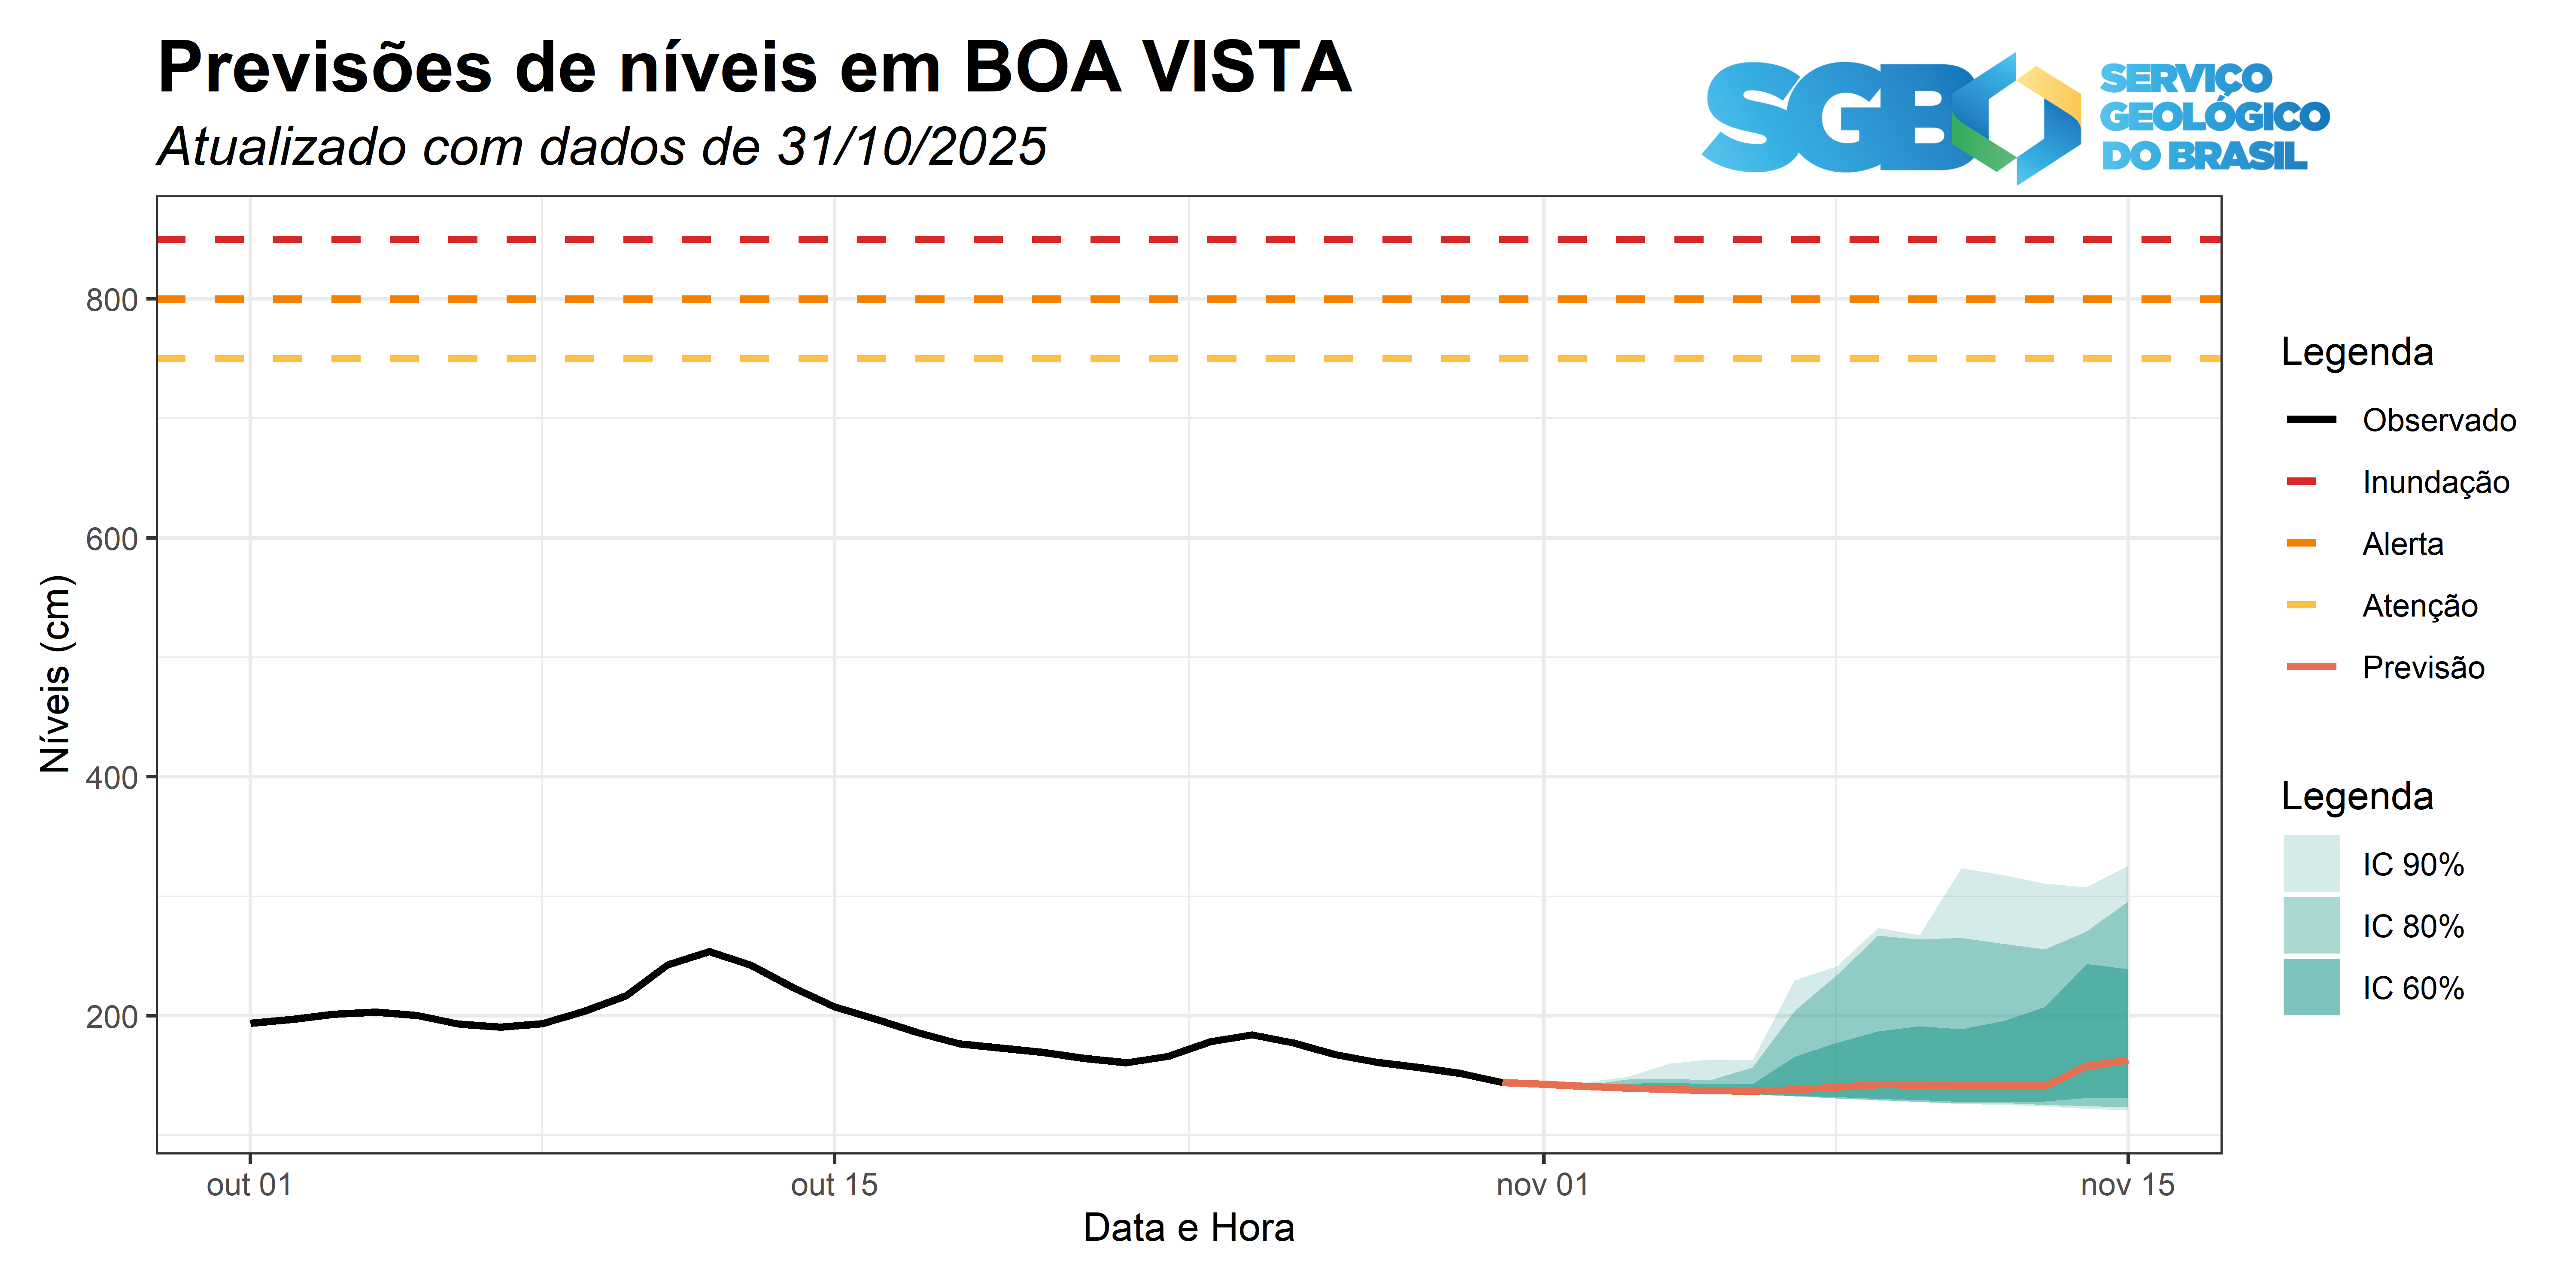 Previsões de níveis em BOA VISTA
Atualizado com dados de 31/10/2025
SGB
SERVIÇO
GEOLÓGICO
DO BRASIL
800
600
400
200
Níveis (cm)
out 01
out 15
nov 01
nov 15
Data e Hora
Legenda
Observado
Inundação
Alerta
Atenção
Previsão
Legenda
IC 90%
IC 80%
IC 60%